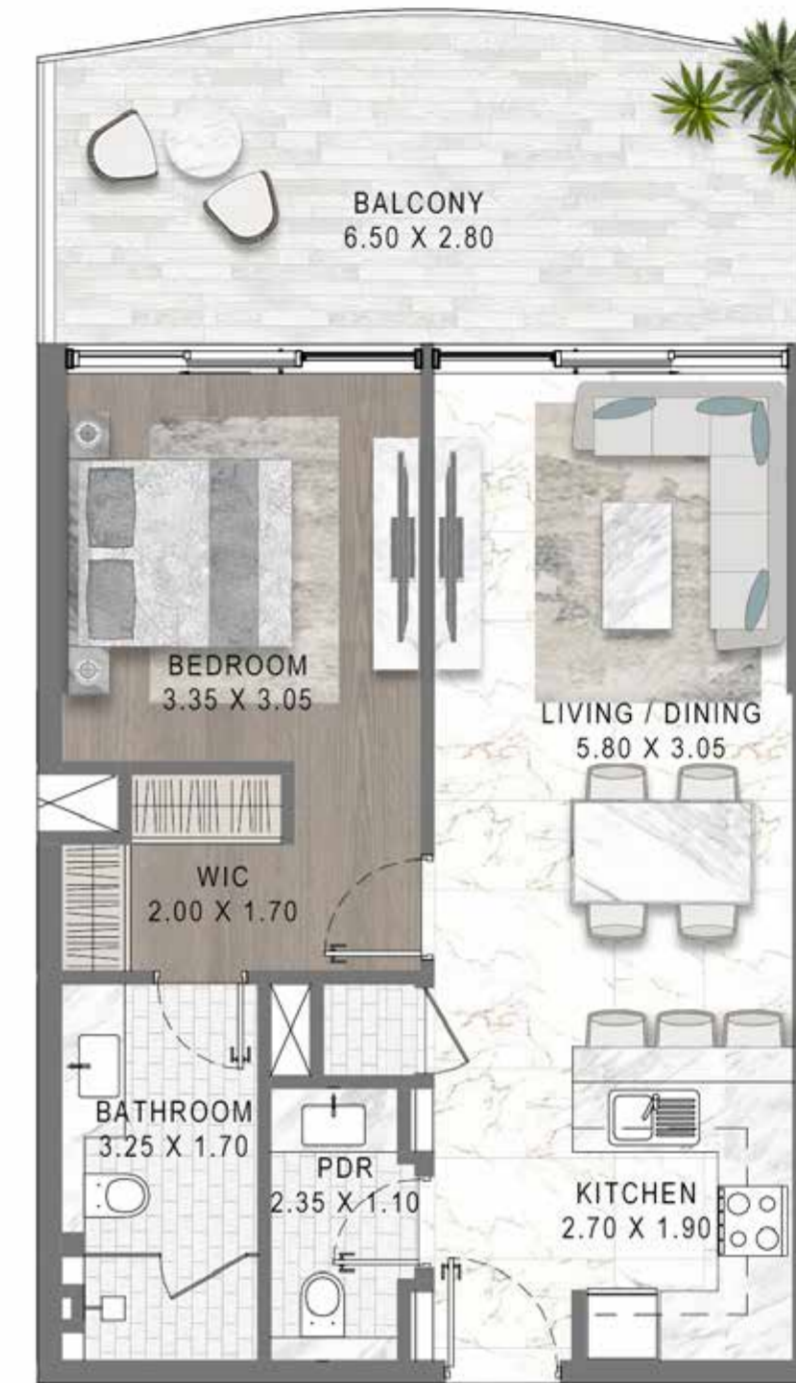 BALCONY
6.50 X 2.80
BEDROOM
3.35 X 3.05
LIVING / DINING
5.80 X 3.05
WIC
2.00 X 1.70
BATHROOM
3.25 X 1.70
PDR
2.35 X 1.10
KITCHEN
2.70 X 1.90